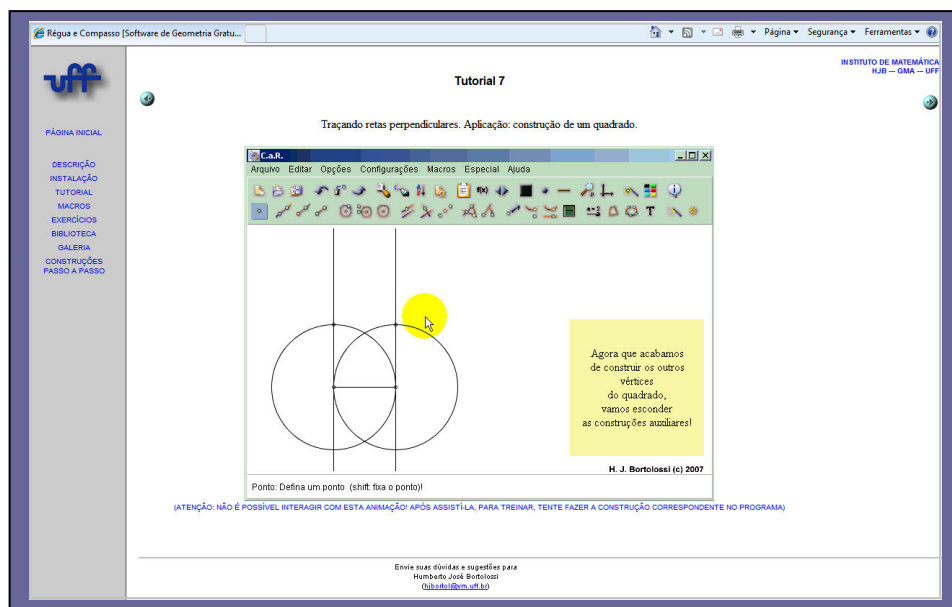 Régua e Compasso [Software de Geometria Gratu...
Página
Segurança
Ferramentas
uff
INSTITUTO DE MATEMÁTICA
HJB — GMA — UFF
Tutorial 7
PÁGINA INICIAL
DESCRIÇÃO
INSTALAÇÃO
TUTORIAL
MACROS
EXERCÍCIOS
BIBLIOTECA
GALERIA
CONSTRUÇÕES
PASSO A PASSO
Traçando retas perpendiculares. Aplicação: construção de um quadrado.
C.a.R.
Arquivo Editar Opções Configurações Macros Especial Ajuda
T
Agora que acabamos
de construir os outros
vértices
do quadrado,
vamos esconder
as construções auxiliares!
H. J. Bortolossi (c) 2007
Ponto: Defina um ponto (shift: fixa o ponto)!
(ATENÇÃO: NÃO É POSSÍVEL INTERAGIR COM ESTA ANIMAÇÃO! APÓS ASSISTÍ-LA, PARA TREINAR, TENTE FAZER A CONSTRUÇÃO CORRESPONDENTE NO PROGRAMA)
Envie suas dúvidas e sugestões para
Humberto José Bortolossi
(hjbortol@vm.uff.br)